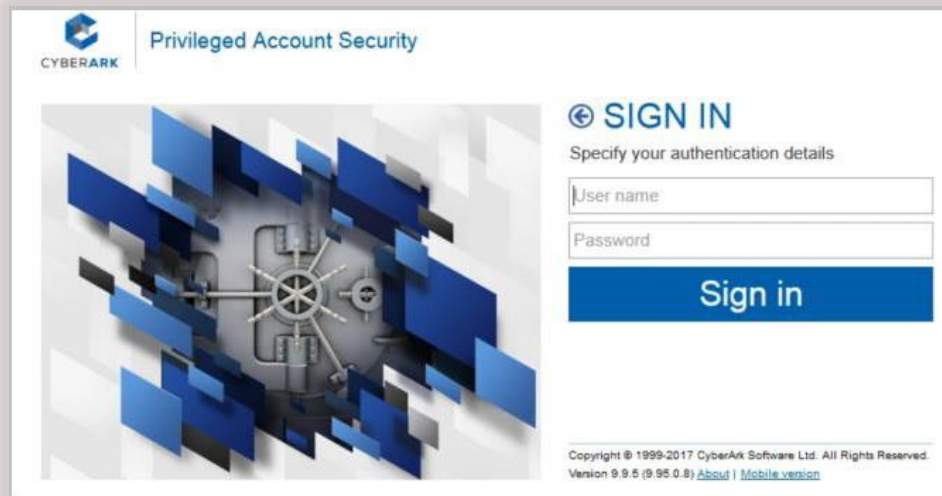 CYBERARK
Privileged Account Security
SIGN IN
Specify your authentication details
User name
Password
Sign in
Copyright © 1999-2017 CyberArk Software Ltd. All Rights Reserved.
Version 9.9.5 (9.95.0.8) About | Mobile version